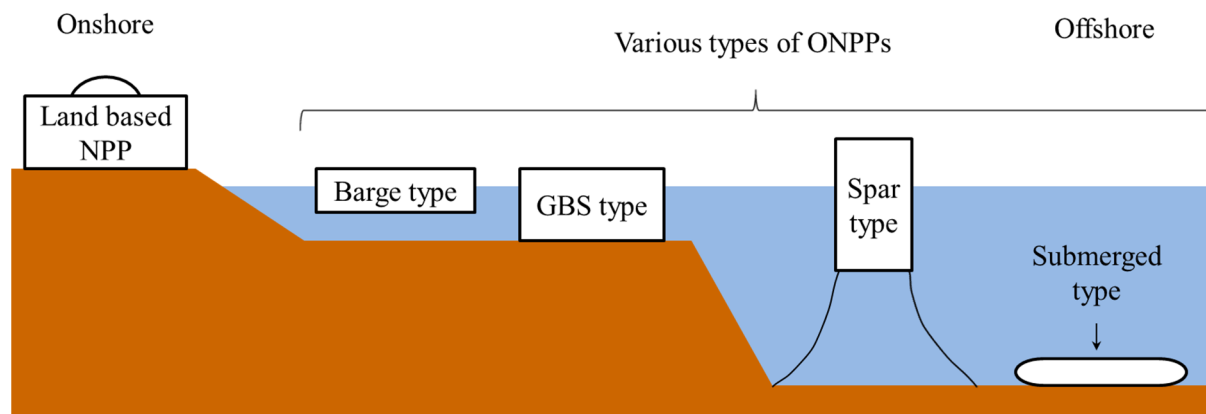 Onshore
Various types of ONPPs
Offshore
Land based
NPP
Barge type
GBS type
Spar
type
Submerged
type